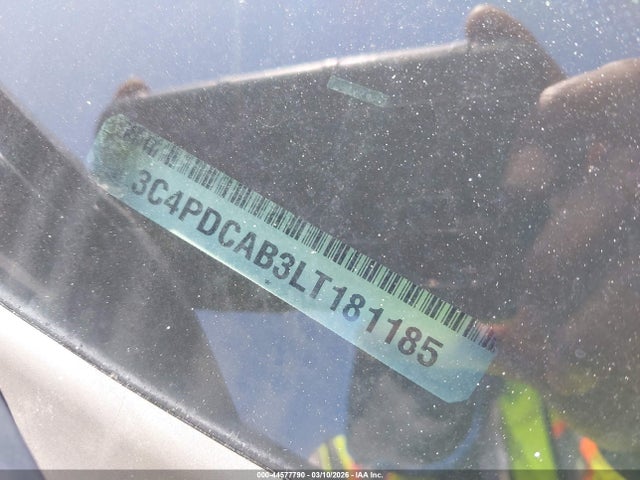 3C4PDCAB3LT181185
000-44577790 - 03/10/2026 - IAA Inc.